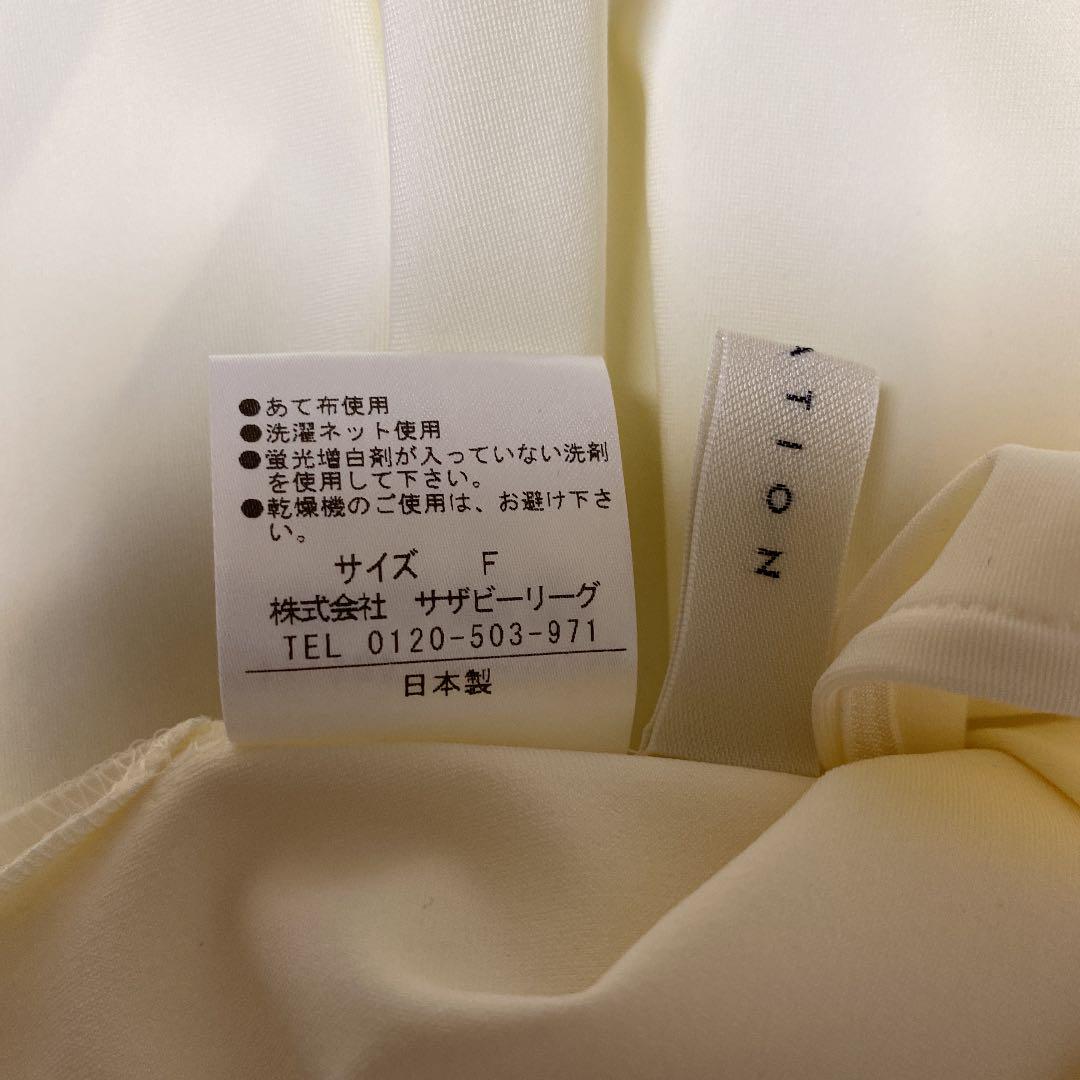 ●あて布使用
●洗濯ネット使用
●蛍光増白剤が入っていない洗剤
を使用して下さい。
●乾燥機のご使用は、お避け下さ
い。
サイズ F
株式会社 サザビーリーグ
TEL 0120-503-971
日本製
ATION